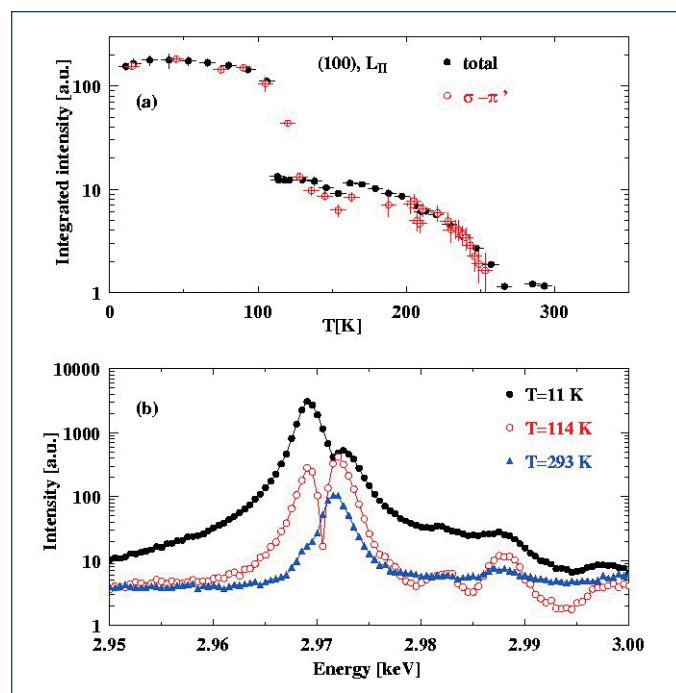 Integrated intensity [a.u.]
100
10
1
(a)
(100), L_II
total
σ −π’
0
100
200
300
T[K]
Intensity [a.u.]
10000
1000
100
10
1
(b)
T=11 K
T=114 K
T=293 K
2.95
2.96
2.97
2.98
2.99
3.00
Energy [keV]